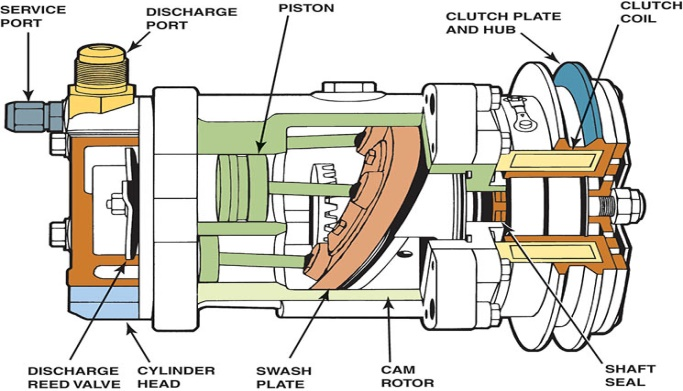 SERVICE
PORT
DISCHARGE
PORT
PISTON
CLUTCH PLATE
AND HUB
CLUTCH
COIL
DISCHARGE
REED VALVE
CYLINDER
HEAD
SWASH
PLATE
CAM
ROTOR
SHAFT
SEAL